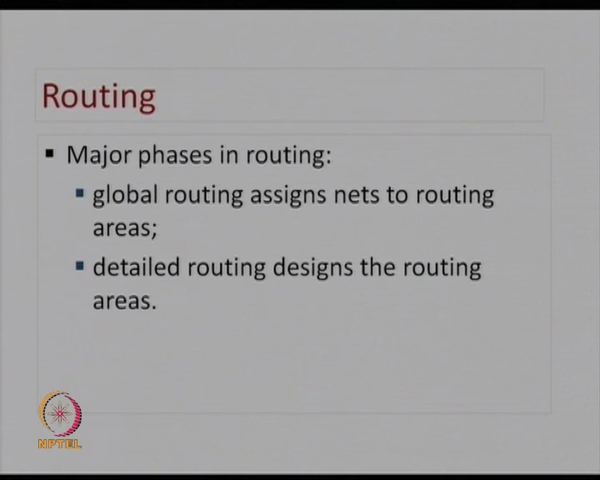 Routing
▪ Major phases in routing:
▪ global routing assigns nets to routing
areas;
▪ detailed routing designs the routing
areas.
NPTEL